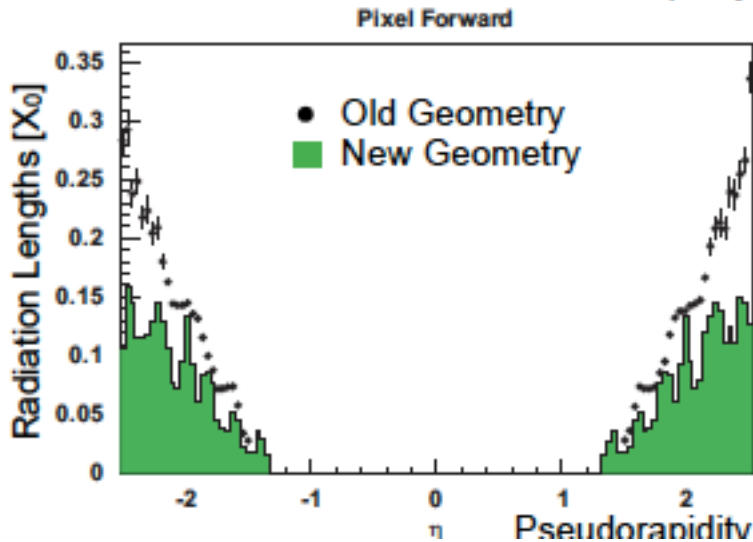 Pixel Forward
Radiation Lengths [X₀]
0.35
0.3
0.25
0.2
0.15
0.1
0.05
0
Old Geometry
New Geometry
-2
-1
0
1
2
η
Pseudorapidity